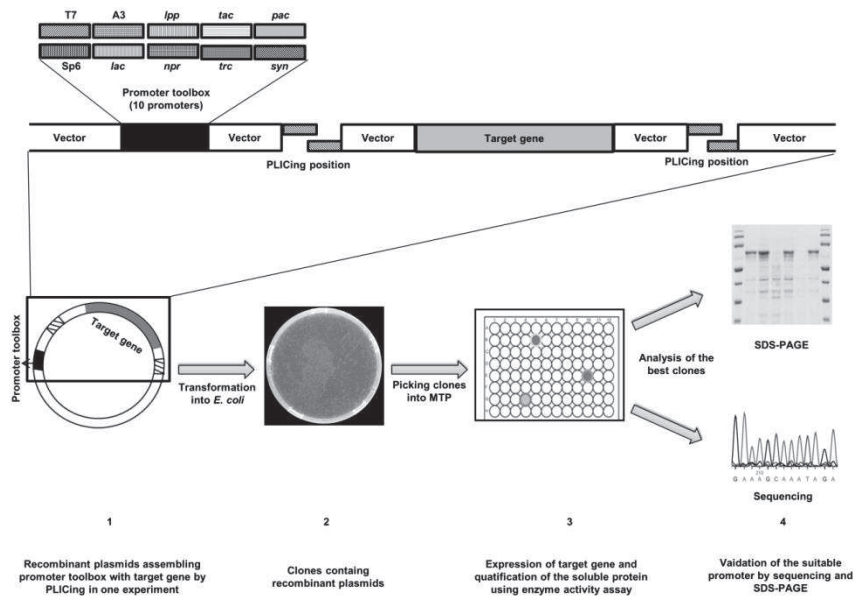 T7 A3 lpp tac pac
Sp6 lac npr trc syn
Promoter toolbox
(10 promoters)
Vector Vector Vector Target gene Vector Vector
PLICing position PLICing position
Promoter toolbox
Target gene
Transformation
into E. coli
Picking clones
into MTP
Analysis of the
best clones
SDS-PAGE
210
G A A A G C A A A T A G A
Sequencing
1 2 3 4
Recombinant plasmids assembling
promoter toolbox with target gene by
PLICing in one experiment
Clones containg
recombinant plasmids
Expression of target gene and
quatification of the soluble protein
using enzyme activity assay
Vaidation of the suitable
promoter by sequencing and
SDS-PAGE